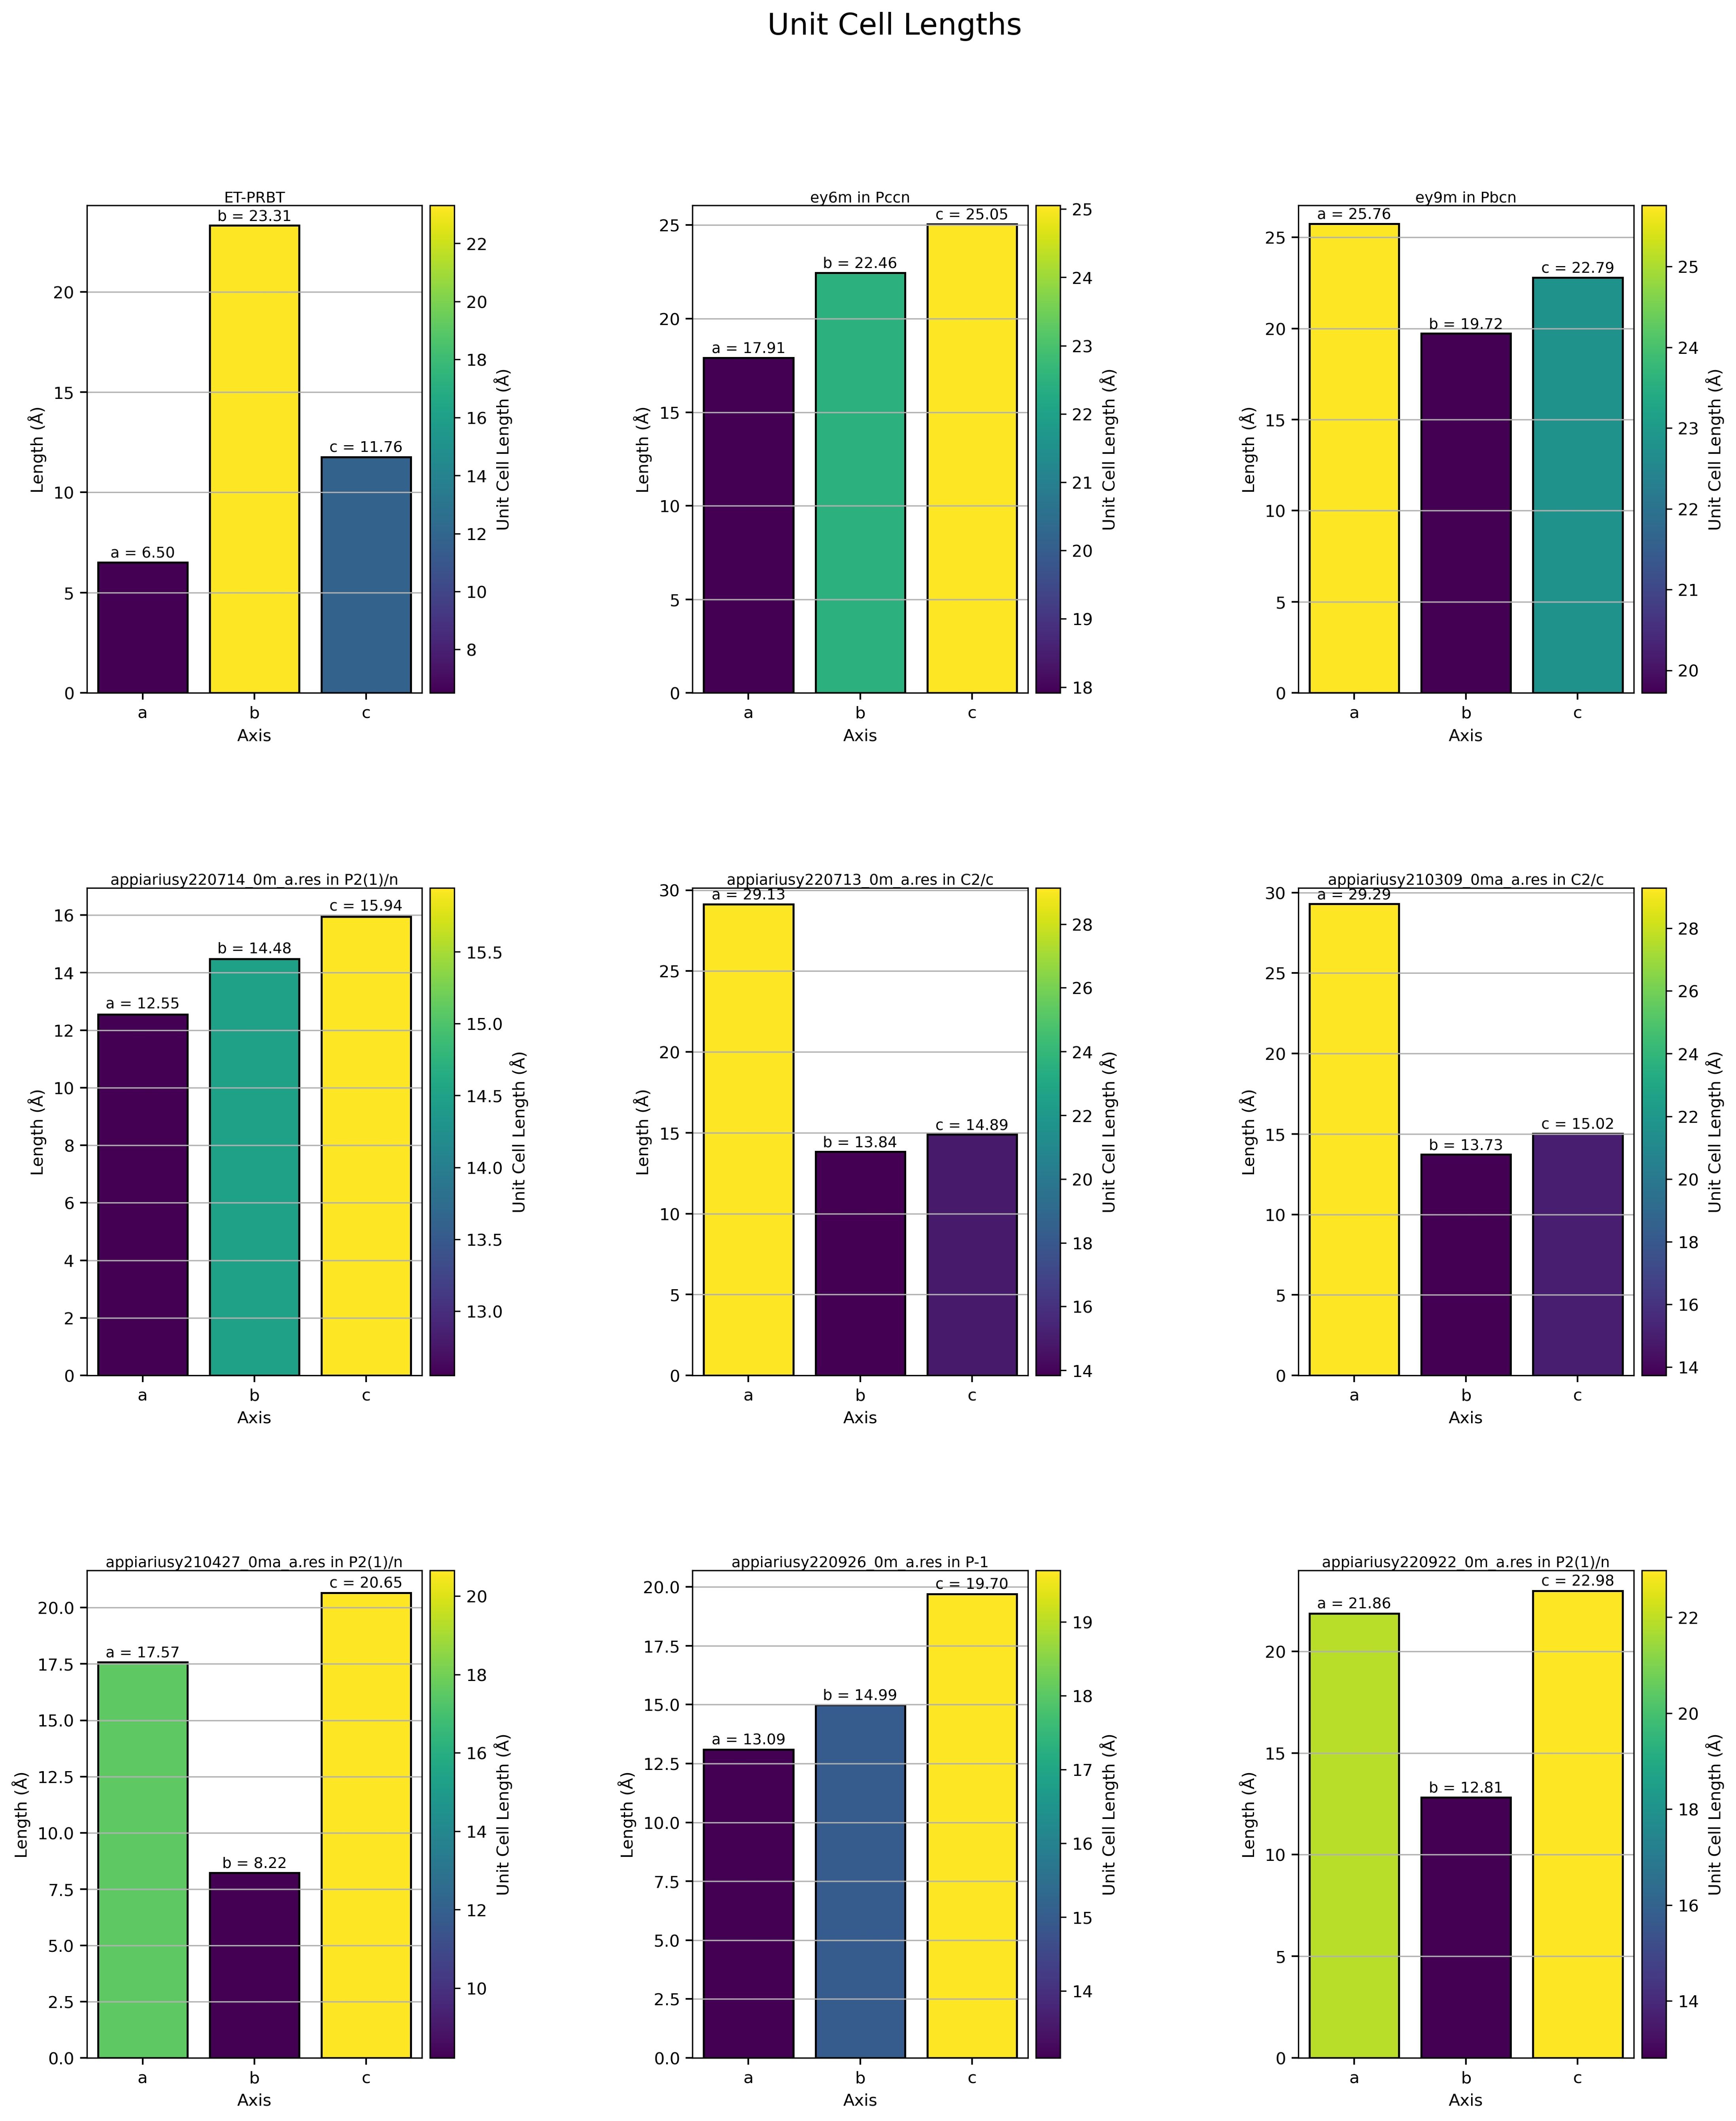 Unit Cell Lengths
ET-PRBT
b = 23.31
c = 11.76
a = 6.50
20
15
10
5
0
Length (Å)
a b c
Axis
22
20
18
16
14
12
10
8
Unit Cell Length (Å)
ey6m in Pccn
c = 25.05
b = 22.46
a = 17.91
25
20
15
10
5
0
Length (Å)
a b c
Axis
25
24
23
22
21
20
19
18
Unit Cell Length (Å)
ey9m in Pbcn
a = 25.76
c = 22.79
b = 19.72
25
20
15
10
5
0
Length (Å)
a b c
Axis
25
24
23
22
21
20
Unit Cell Length (Å)
appiariusy220714_0m_a.res in P2(1)/n
c = 15.94
b = 14.48
a = 12.55
16
14
12
10
8
6
4
2
0
Length (Å)
a b c
Axis
15.5
15.0
14.5
14.0
13.5
13.0
Unit Cell Length (Å)
appiariusy220713_0m_a.res in C2/c
a = 29.13
c = 14.89
b = 13.84
30
25
20
15
10
5
0
Length (Å)
a b c
Axis
28
26
24
22
20
18
16
14
Unit Cell Length (Å)
appiariusy210309_0ma_a.res in C2/c
a = 29.29
c = 15.02
b = 13.73
30
25
20
15
10
5
0
Length (Å)
a b c
Axis
28
26
24
22
20
18
16
14
Unit Cell Length (Å)
appiariusy210427_0ma_a.res in P2(1)/n
c = 20.65
a = 17.57
b = 8.22
20.0
17.5
15.0
12.5
10.0
7.5
5.0
2.5
0.0
Length (Å)
a b c
Axis
20
18
16
14
12
10
Unit Cell Length (Å)
appiariusy220926_0m_a.res in P-1
c = 19.70
b = 14.99
a = 13.09
20.0
17.5
15.0
12.5
10.0
7.5
5.0
2.5
0.0
Length (Å)
a b c
Axis
19
18
17
16
15
14
Unit Cell Length (Å)
appiariusy220922_0m_a.res in P2(1)/n
c = 22.98
a = 21.86
b = 12.81
20
15
10
5
0
Length (Å)
a b c
Axis
22
20
18
16
14
Unit Cell Length (Å)